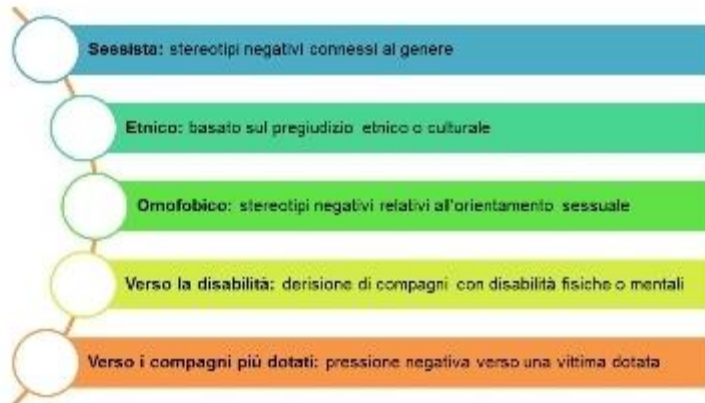 Sessista: stereotipi negativi connessi al genere
Etnico: basato sul pregiudizio etnico o culturale
Omofobico: stereotipi negativi relativi all'orientamento sessuale
Verso la disabilità: derisione di compagni con disabilità fisiche o mentali
Verso i compagni più dotati: pressione negativa verso una vittima dotata